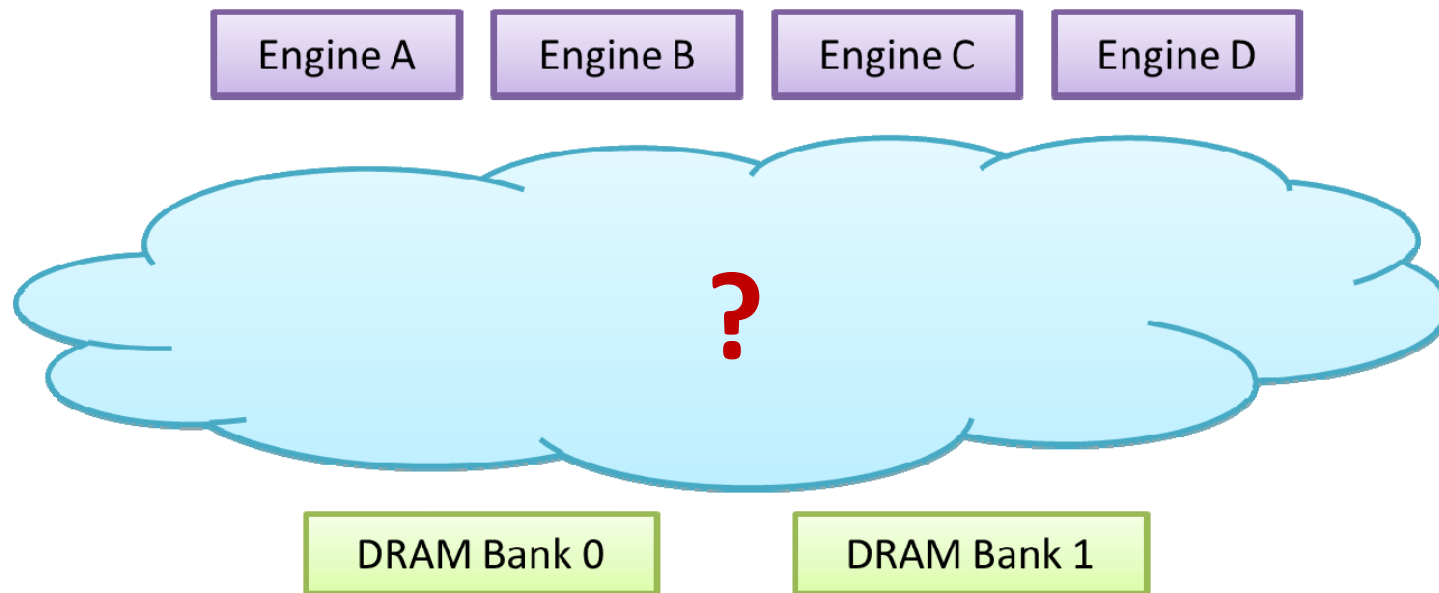 Engine A
Engine B
Engine C
Engine D
?
DRAM Bank 0
DRAM Bank 1